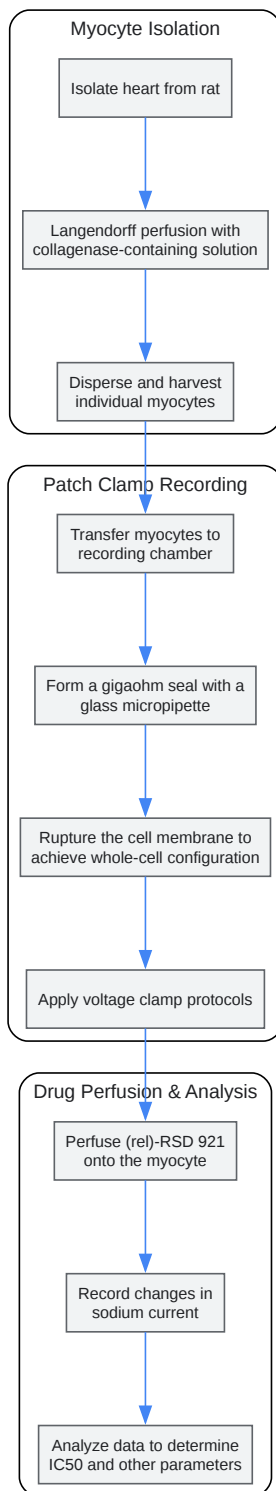 Myocyte Isolation
Isolate heart from rat
Langendorff perfusion with
collagenase-containing solution
Disperse and harvest
individual myocytes
Patch Clamp Recording
Transfer myocytes to
recording chamber
Form a gigaohm seal with a
glass micropipette
Rupture the cell membrane to
achieve whole-cell configuration
Apply voltage clamp protocols
Drug Perfusion & Analysis
Perfuse (rel)-RSD 921
onto the myocyte
Record changes in
sodium current
Analyze data to determine
IC50 and other parameters